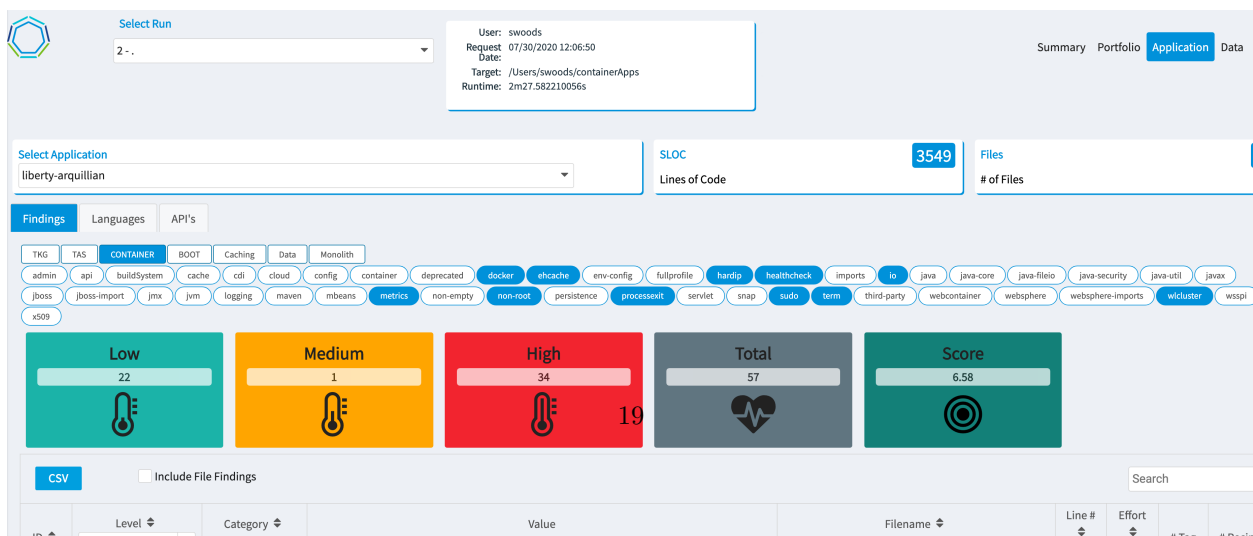 Select Run
2 - .
User: swoods
Request Date: 07/30/2020 12:06:50
Target: /Users/swoods/containerApps
Runtime: 2m27.582210056s
Summary Portfolio Application Data
Select Application
liberty-arquillian
SLOC 3549
Lines of Code
Files
# of Files
Findings Languages API's
TKG TAS CONTAINER BOOT Caching Data Monolith
admin api buildSystem cache cdi cloud config container deprecated docker ehcache env-config fullprofile hardip healthcheck imports io java java-core java-fileio java-security java-util javax
jboss jboss-import jmx jvm logging maven mbeans metrics non-empty non-root persistence processexit servlet snap sudo term third-party webcontainer websphere websphere-imports wlcluster wsspi
x509
Low Medium High Total Score
22 1 34 57 6.58
19
CSV Include File Findings Search
Level Category Value Filename Line # Effort